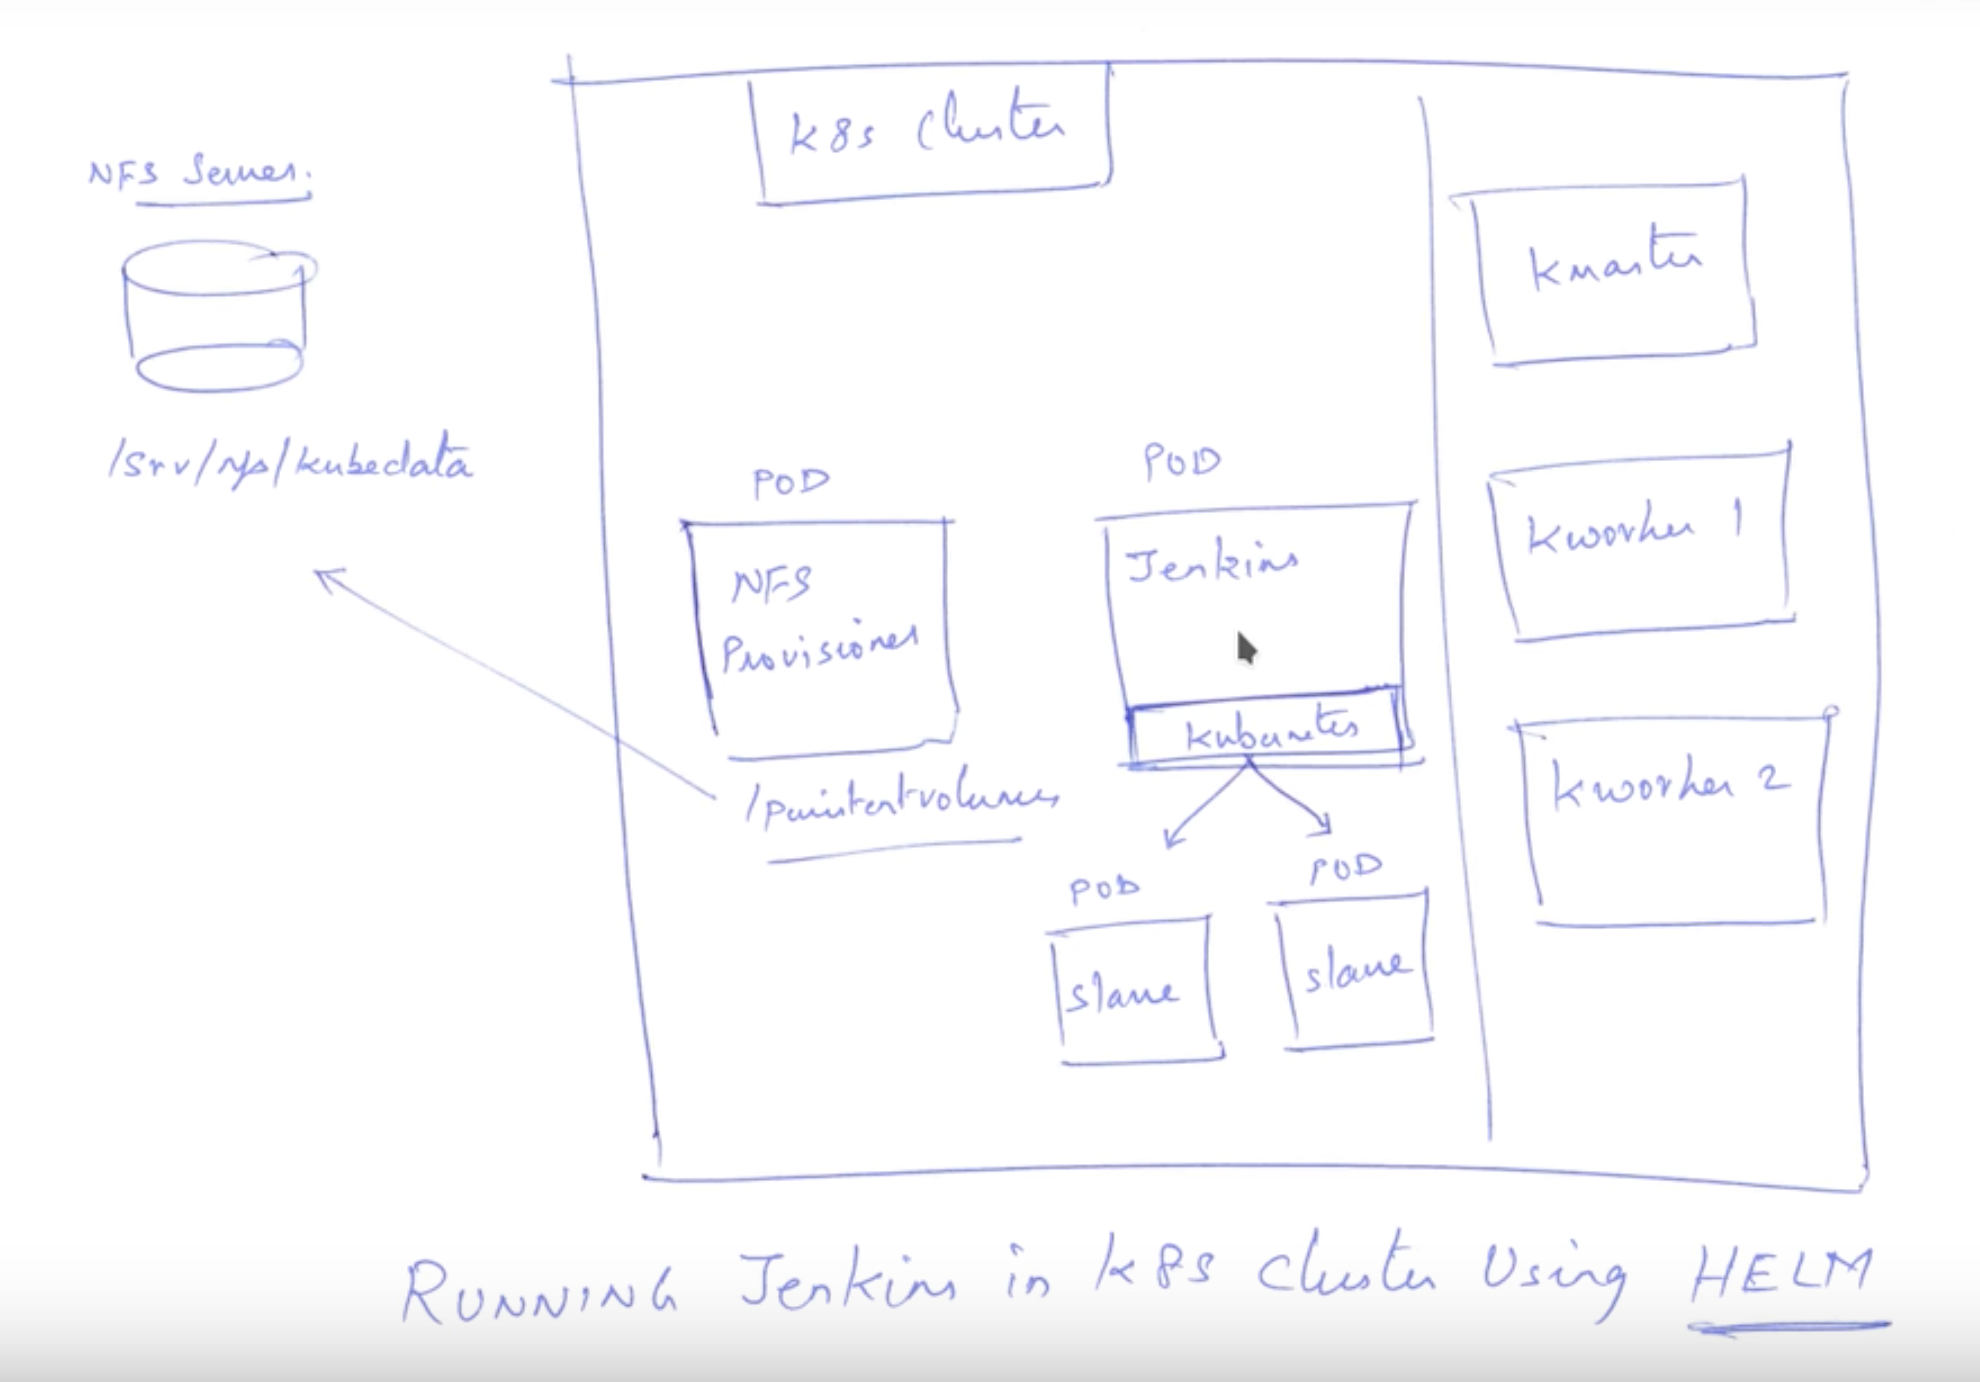 k8s Cluster
NFS Server.
kmaster
/srv/nfs/kubedata
POD
POD
NFS
Provisioner
Jenkins
kworker 1
kubernetes
/persistentvolumes
kworker 2
POD
POD
slave
slave
RUNNING Jenkins in k8s cluster Using HELM